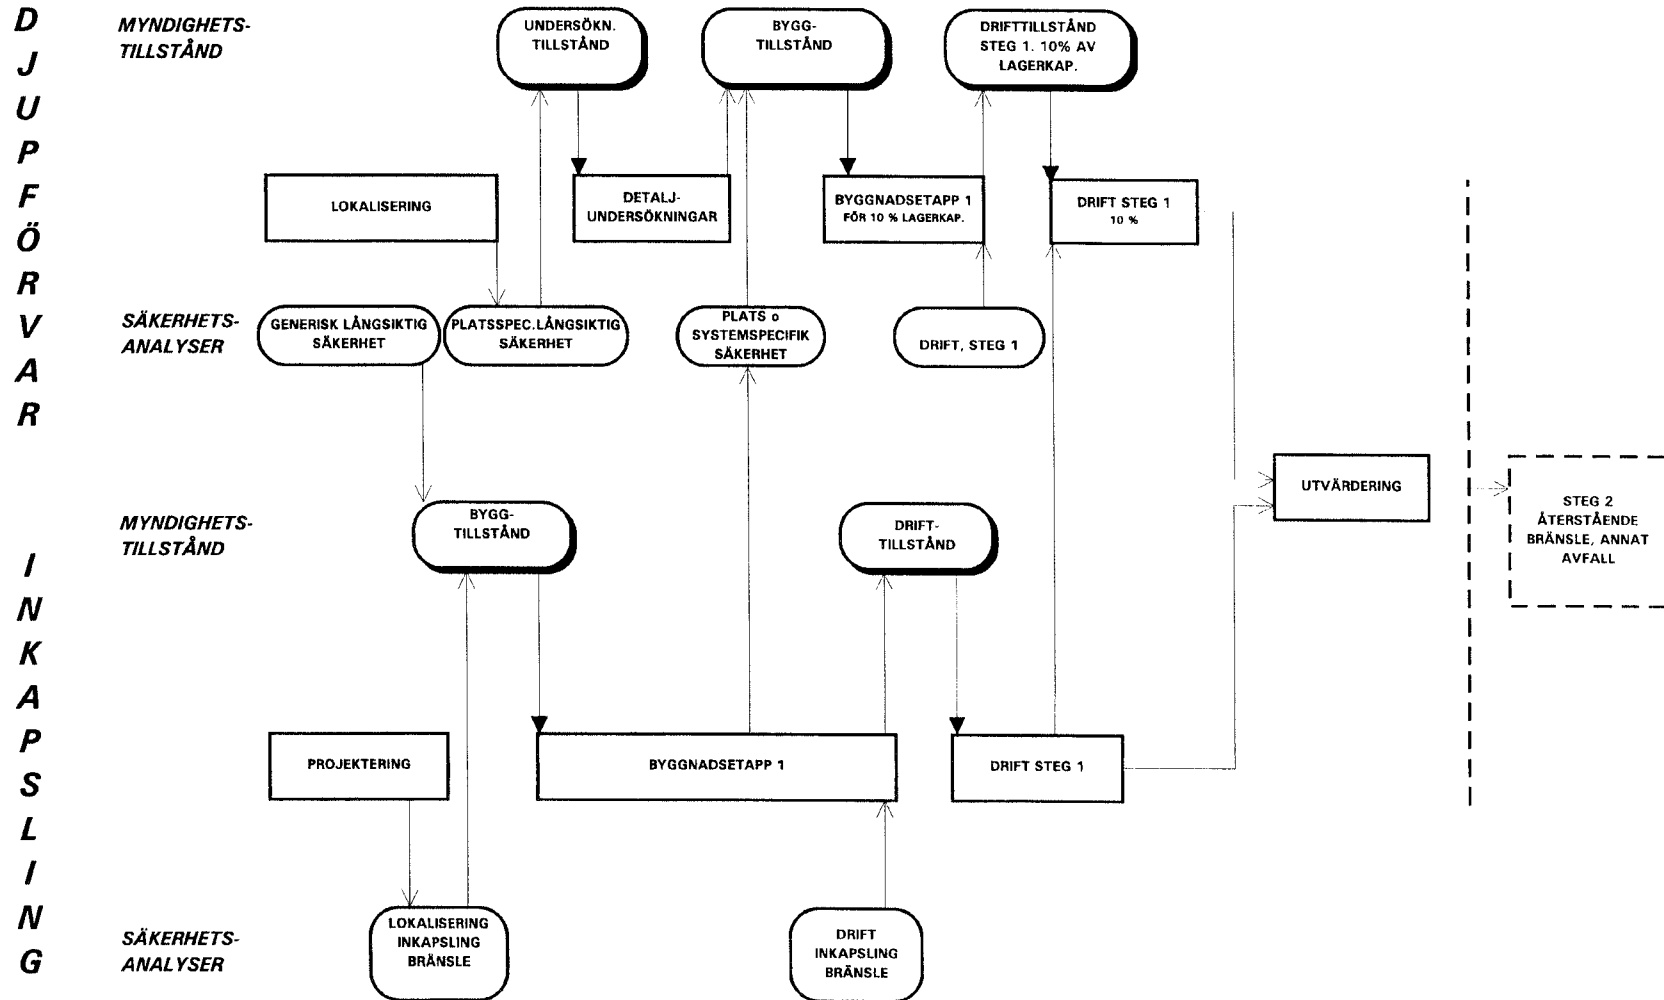 DJUPFÖRVAR
MYNDIGHETS-
TILLSTÅND
UNDERSÖKN.
TILLSTÅND
BYGG-
TILLSTÅND
DRIFTTILLSTÅND
STEG 1. 10% AV
LAGERKAP.
LOKALISERING
DETALJ-
UNDERSÖKNINGAR
BYGGNADSETAPP 1
FÖR 10 % LAGERKAP.
DRIFT STEG 1
10 %
SÄKERHETS-
ANALYSER
GENERISK LÅNGSIKTIG
SÄKERHET
PLATSSPEC.LÅNGSIKTIG
SÄKERHET
PLATS o
SYSTEMSPECIFIK
SÄKERHET
DRIFT, STEG 1
UTVÄRDERING
STEG 2
ÅTERSTÅENDE
BRÄNSLE, ANNAT
AVFALL
INKAPSLING
MYNDIGHETS-
TILLSTÅND
BYGG-
TILLSTÅND
DRIFT-
TILLSTÅND
PROJEKTERING
BYGGNADSETAPP 1
DRIFT STEG 1
SÄKERHETS-
ANALYSER
LOKALISERING
INKAPSLING
BRÄNSLE
DRIFT
INKAPSLING
BRÄNSLE